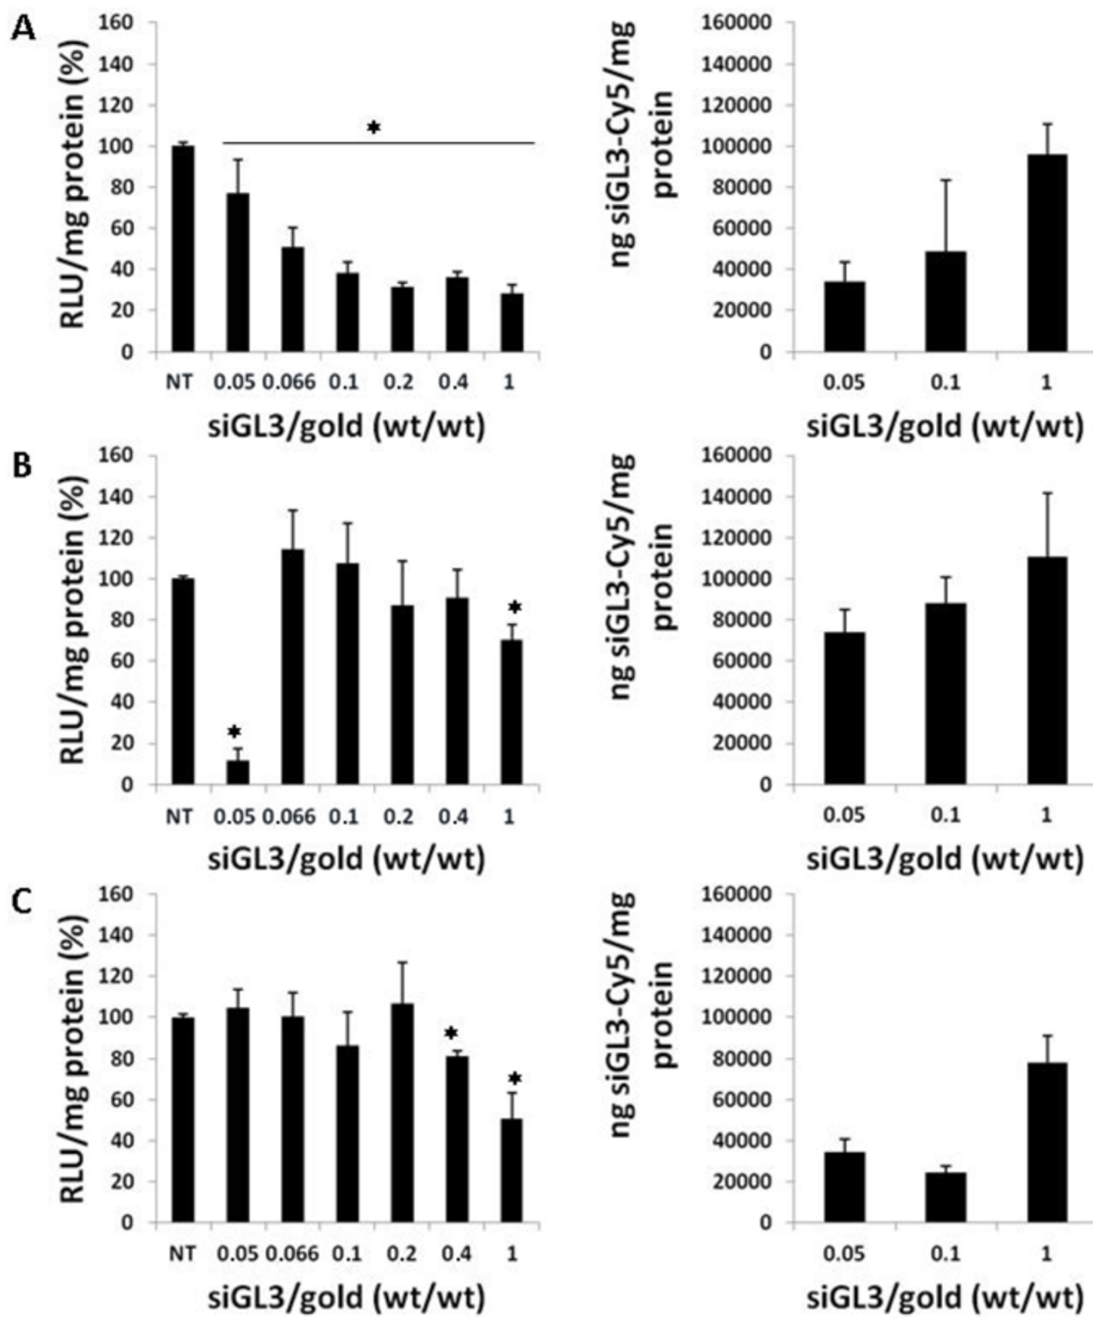 A
RLU/mg protein (%)
160
140
120
100
80
60
40
20
0
*
NT 0.05 0.066 0.1 0.2 0.4 1
siGL3/gold (wt/wt)
ng siGL3-Cy5/mg
protein
160000
140000
120000
100000
80000
60000
40000
20000
0
0.05 0.1 1
siGL3/gold (wt/wt)
B
RLU/mg protein (%)
160
140
120
100
80
60
40
20
0
*
*
NT 0.05 0.066 0.1 0.2 0.4 1
siGL3/gold (wt/wt)
ng siGL3-Cy5/mg
protein
160000
140000
120000
100000
80000
60000
40000
20000
0
0.05 0.1 1
siGL3/gold (wt/wt)
C
RLU/mg protein (%)
160
140
120
100
80
60
40
20
0
*
*
NT 0.05 0.066 0.1 0.2 0.4 1
siGL3/gold (wt/wt)
ng siGL3-Cy5/mg
protein
160000
140000
120000
100000
80000
60000
40000
20000
0
0.05 0.1 1
siGL3/gold (wt/wt)